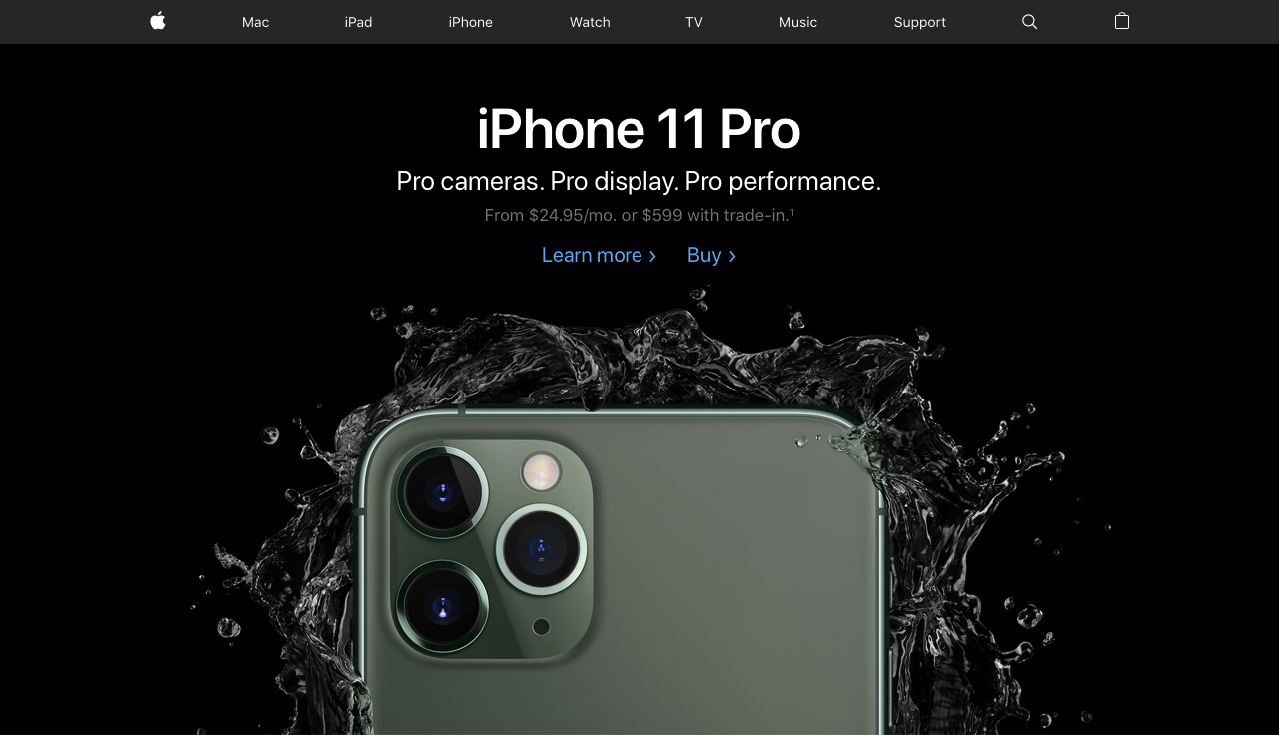 Mac iPad iPhone Watch TV Music Support
iPhone 11 Pro
Pro cameras. Pro display. Pro performance.
From $24.95/mo. or $599 with trade-in.¹
Learn more > Buy >